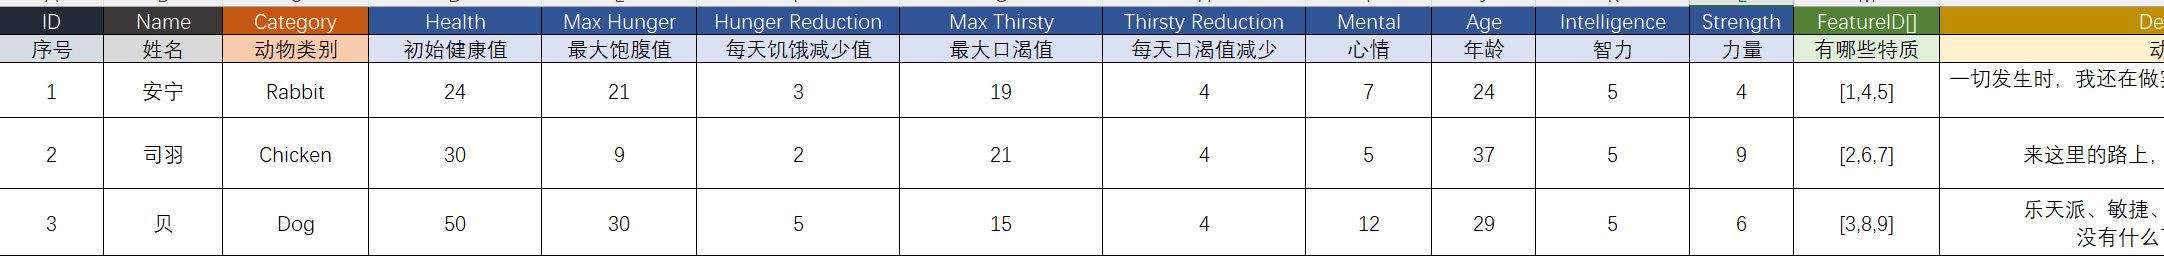 ID Name Category Health Max Hunger Hunger Reduction Max Thirsty Thirsty Reduction Mental Age Intelligence Strength FeatureID[] De
序号 姓名 动物类别 初始健康值 最大饱腹值 每天饥饿减少值 最大口渴值 每天口渴值减少 心情 年龄 智力 力量 有哪些特质
1 安宁 Rabbit 24 21 3 19 4 7 24 5 4 [1,4,5] 一切发生时，我还在做
2 司羽 Chicken 30 9 2 21 4 5 37 5 9 [2,6,7] 来这里的路上，
3 贝 Dog 50 30 5 15 4 12 29 5 6 [3,8,9] 乐天派、敏捷、
没有什么